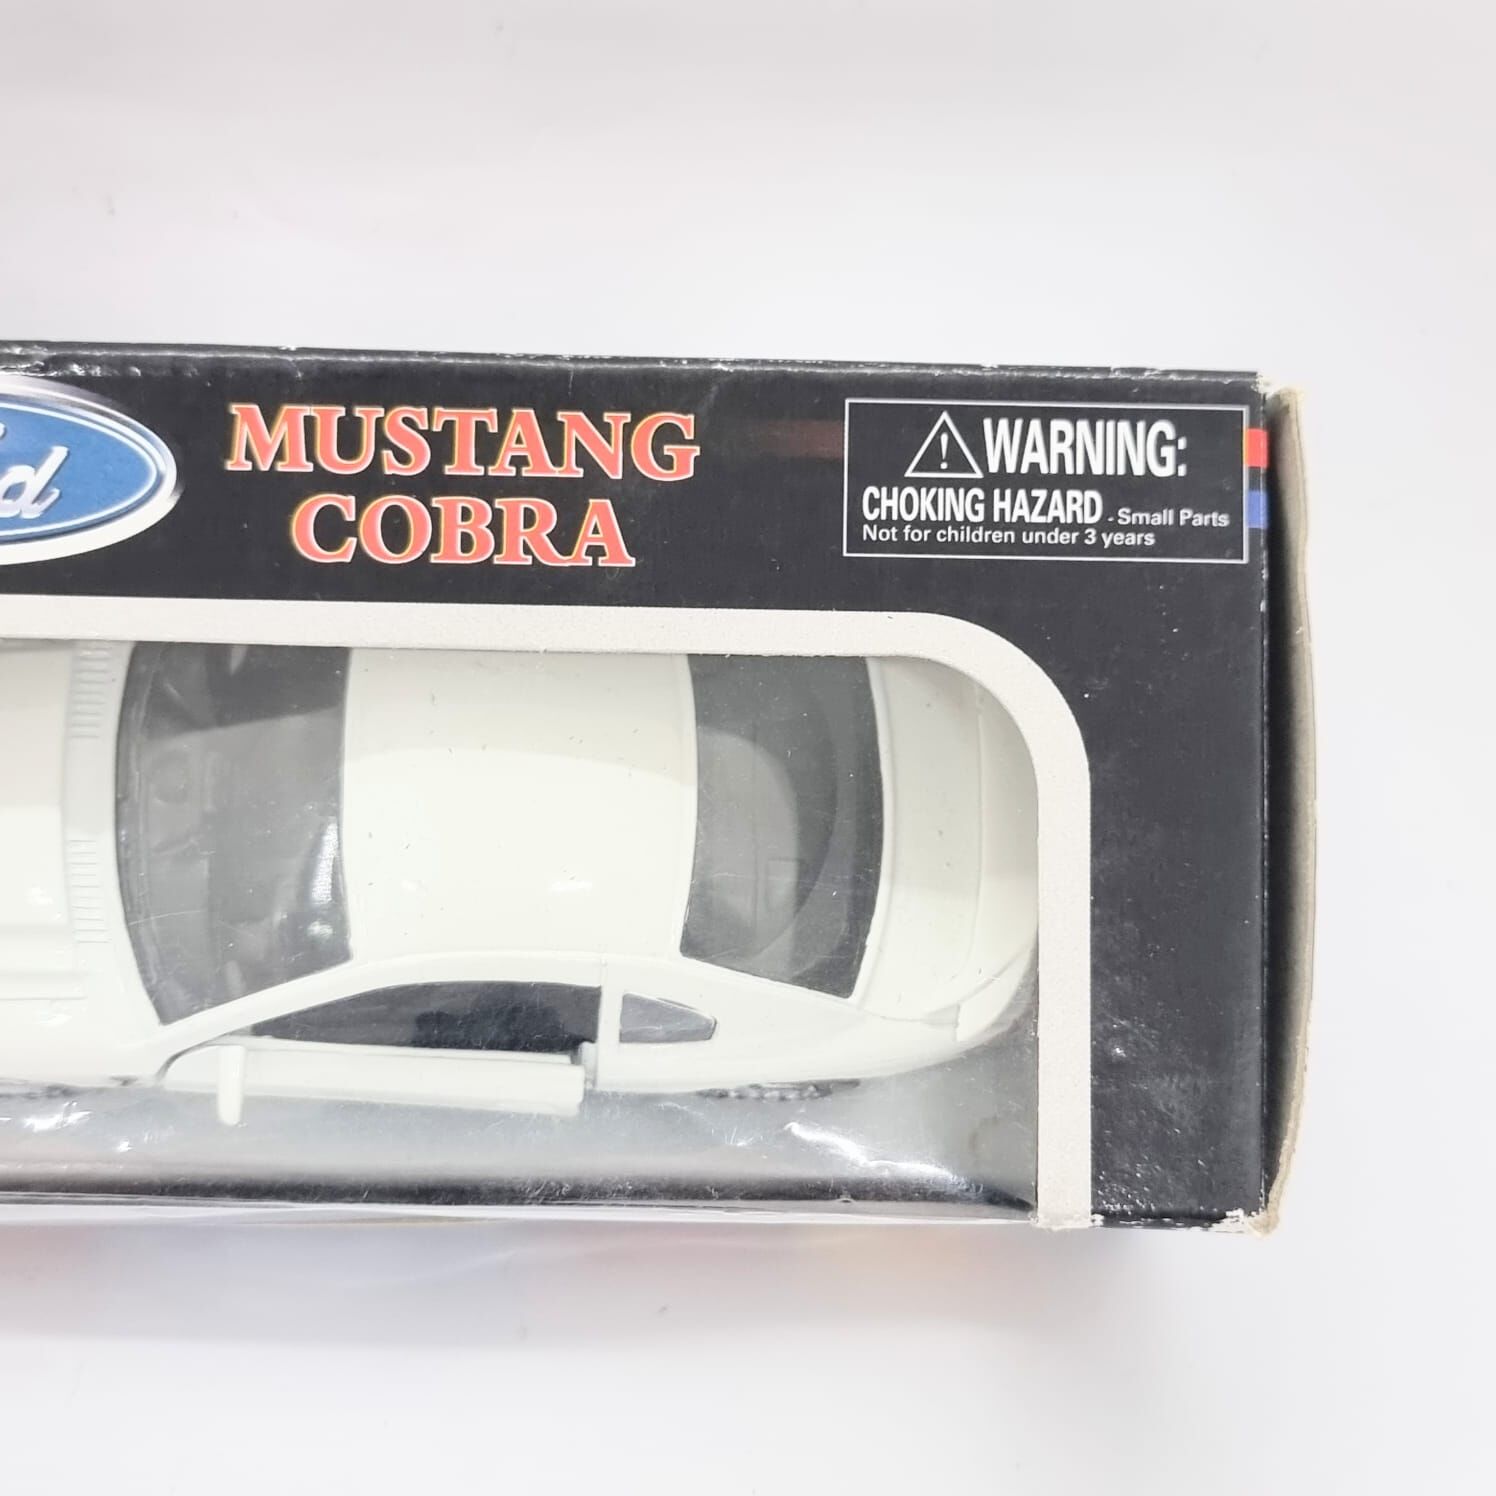 MUSTANG
COBRA
WARNING:
CHOKING HAZARD - Small Parts
Not for children under 3 years